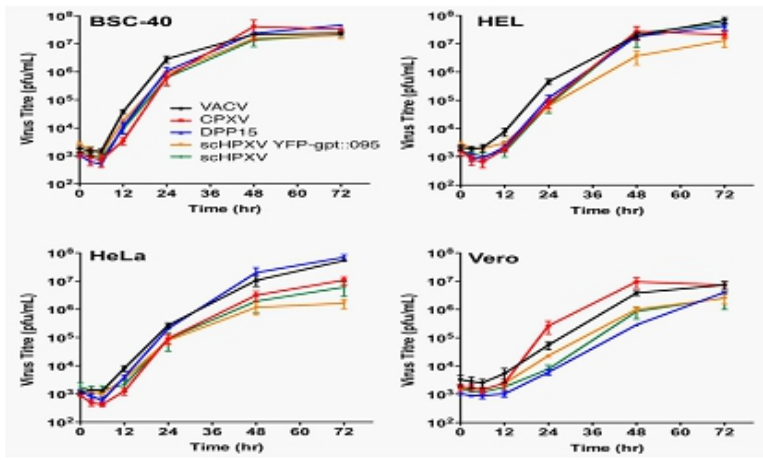 BSC-40
Virus Titre (pfu/mL)
10⁸
10⁷
10⁶
10⁵
10⁴
10³
10²
VACV
CPXV
DPP15
scHPXV YFP-gpt::095
scHPXV
0 12 24 36 48 60 72
Time (hr)
HEL
Virus Titre (pfu/mL)
10⁸
10⁷
10⁶
10⁵
10⁴
10³
10²
0 12 24 36 48 60 72
Time (hr)
HeLa
Virus Titre (pfu/mL)
10⁸
10⁷
10⁶
10⁵
10⁴
10³
10²
0 12 24 36 48 60 72
Time (hr)
Vero
Virus Titre (pfu/mL)
10⁸
10⁷
10⁶
10⁵
10⁴
10³
10²
0 12 24 36 48 60 72
Time (hr)